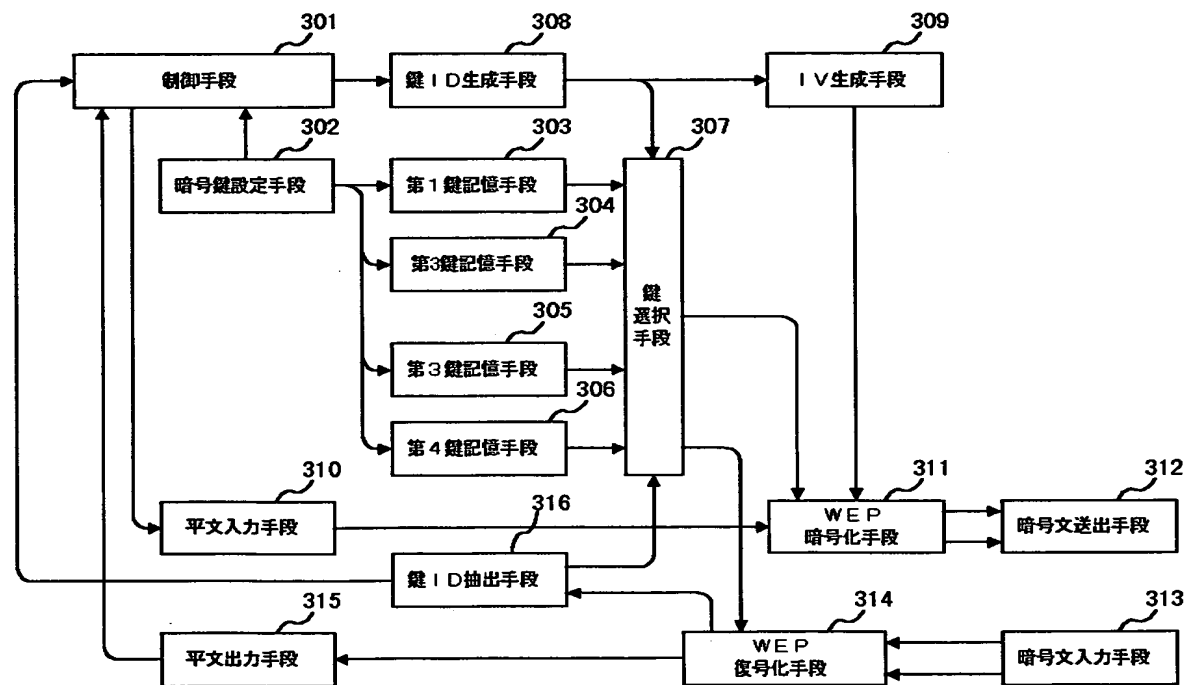 301
制御手段
308
鍵ID生成手段
309
IV生成手段
302
暗号鍵設定手段
303
第1鍵記憶手段
307
鍵
選択
手段
304
第3鍵記憶手段
305
第3鍵記憶手段
306
第4鍵記憶手段
310
平文入力手段
311
WEP
暗号化手段
312
暗号文送出手段
316
鍵ID抽出手段
315
平文出力手段
314
WEP
復号化手段
313
暗号文入力手段